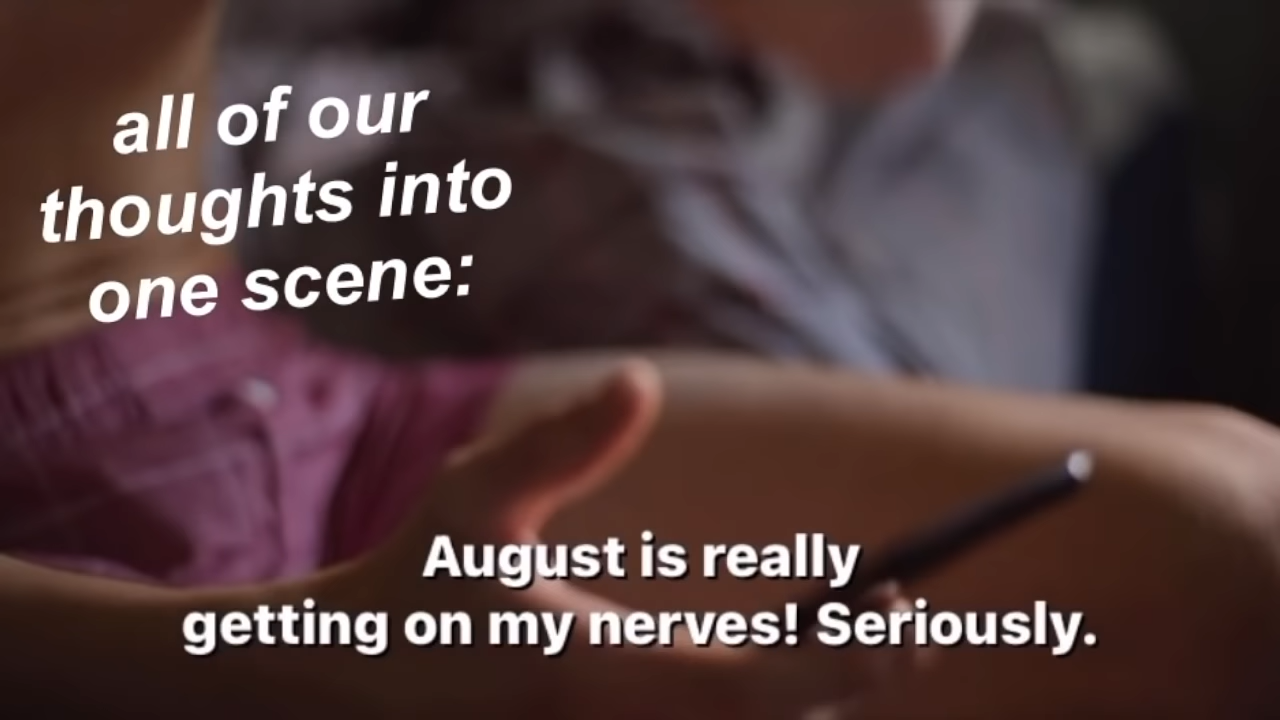 all of our
thoughts into
one scene:
August is really
getting on my nerves! Seriously.